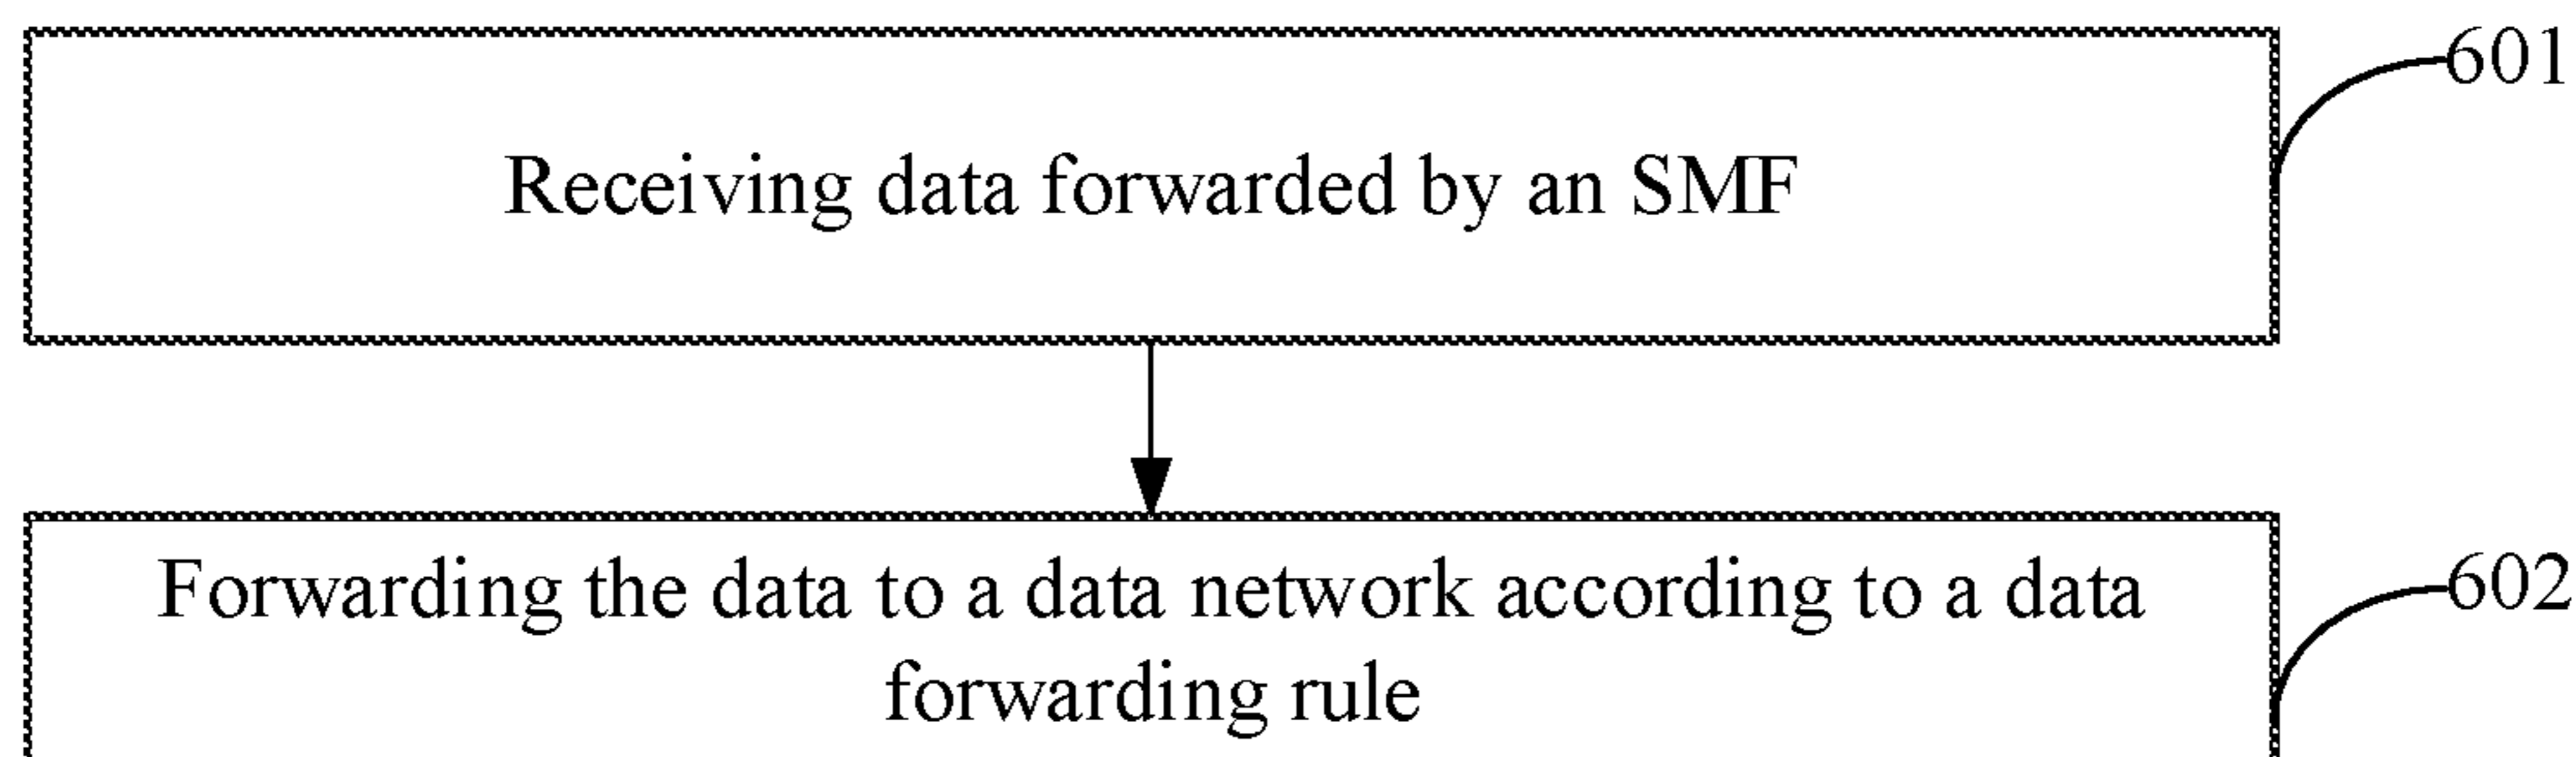 601
Receiving data forwarded by an SMF
602
Forwarding the data to a data network according to a data
forwarding rule